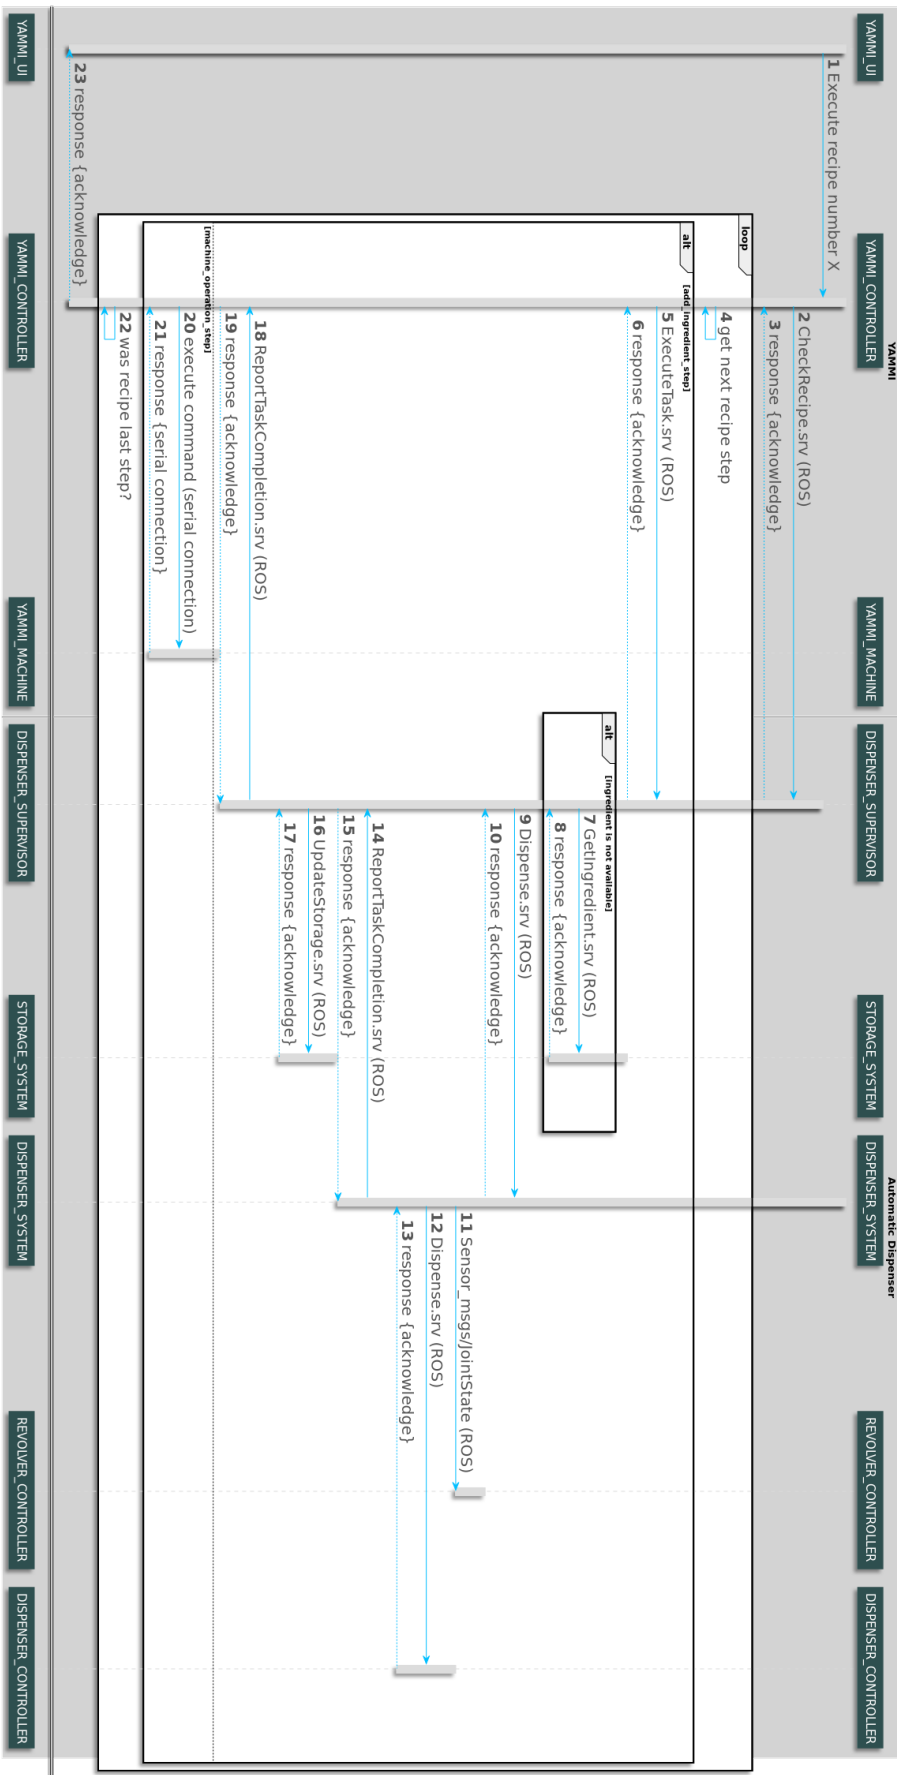 YAMMI
Automatic Dispenser
YAMMI_UI
YAMMI_CONTROLLER
YAMMI_MACHINE
DISPENSER_SUPERVISOR
STORAGE_SYSTEM
DISPENSER_SYSTEM
REVOLVER_CONTROLLER
DISPENSER_CONTROLLER
1 Execute recipe number X
2 CheckRecipe.srv (ROS)
3 response {acknowledge}
loop
4 get next recipe step
alt
[add_ingredient_step]
5 ExecuteTask.srv (ROS)
6 response {acknowledge}
alt
[ingredient is not available]
7 GetIngredient.srv (ROS)
8 response {acknowledge}
9 Dispense.srv (ROS)
10 response {acknowledge}
11 Sensor_msgs/JointState (ROS)
12 Dispense.srv (ROS)
13 response {acknowledge}
14 ReportTaskCompletion.srv (ROS)
15 response {acknowledge}
16 UpdateStorage.srv (ROS)
17 response {acknowledge}
18 ReportTaskCompletion.srv (ROS)
19 response {acknowledge}
[machine_operation_step]
20 execute command (serial connection)
21 response {serial connection}
22 was recipe last step?
23 response {acknowledge}
YAMMI_UI
YAMMI_CONTROLLER
YAMMI_MACHINE
DISPENSER_SUPERVISOR
STORAGE_SYSTEM
DISPENSER_SYSTEM
REVOLVER_CONTROLLER
DISPENSER_CONTROLLER